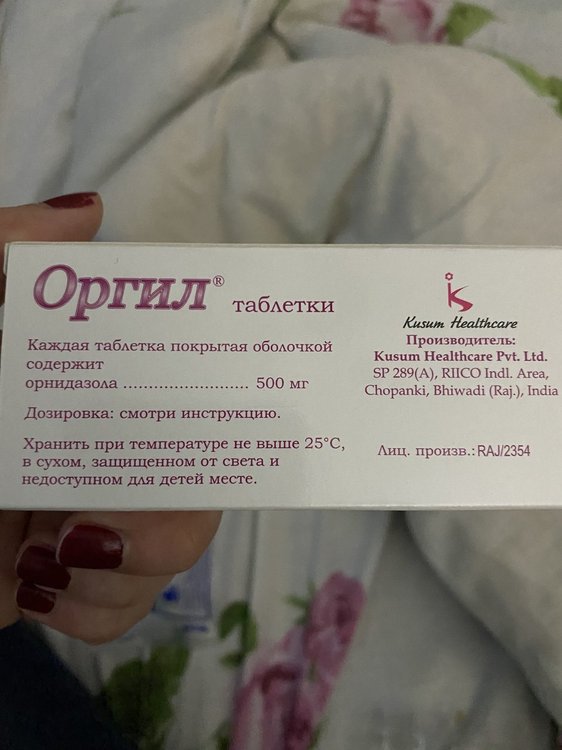 Оргил® таблетки
Каждая таблетка покрытая оболочкой
содержит
орнидазола ........................ 500 мг
Дозировка: смотри инструкцию.
Хранить при температуре не выше 25°С,
в сухом, защищенном от света и
недоступном для детей месте.
Kusum Healthcare
Производитель:
Kusum Healthcare Pvt. Ltd.
SP 289(A), RIICO Indl. Area,
Chopanki, Bhiwadi (Raj.), India
Лиц. произв.: RAJ/2354